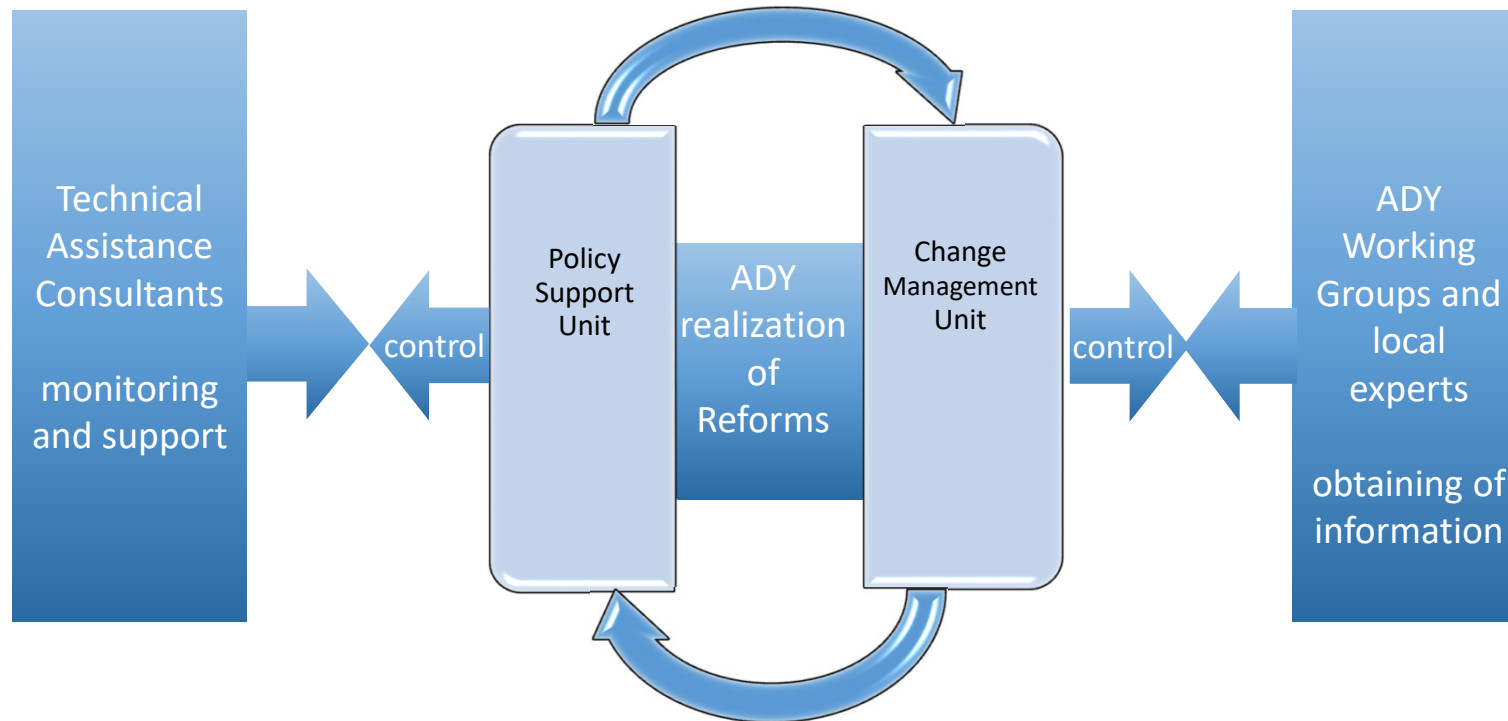 Technical
Assistance
Consultants
monitoring
and support
control
Policy
Support
Unit
ADY
realization
of
Reforms
Change
Management
Unit
control
ADY
Working
Groups and
local
experts
obtaining of
information